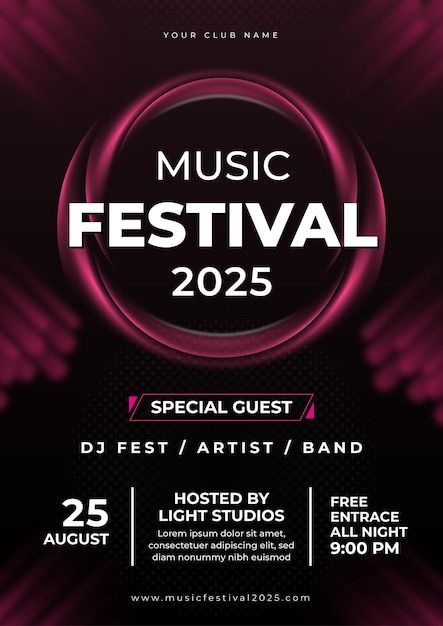 YOUR CLUB NAME
MUSIC
FESTIVAL
2025
SPECIAL GUEST
DJ FEST / ARTIST / BAND
25
AUGUST
HOSTED BY
LIGHT STUDIOS
Lorem ipsum dolor sit amet,
consectetuer adipiscing elit,
sed diam nonummy nibh
euismod
FREE
ENTRACE
ALL NIGHT
9:00 PM
www.musicfestival2025.com